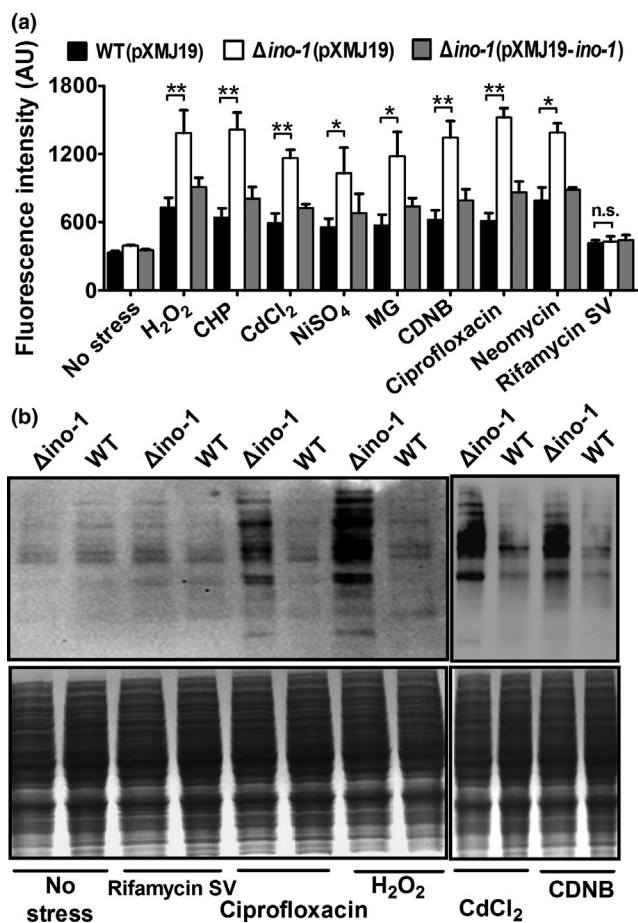 (a)
WT(pXMJ19) Δino-1(pXMJ19) Δino-1(pXMJ19-ino-1)
Fluorescence intensity (AU)
1800
1200
600
0
** ** ** * * ** ** * n.s.
No stress H₂O₂ CHP CdCl₂ NiSO₄ MG CDNB Ciprofloxacin Neomycin Rifamycin SV
(b)
Δino-1 WT Δino-1 WT Δino-1 WT Δino-1 WT Δino-1 WT Δino-1 WT
No stress Rifamycin SV Ciprofloxacin H₂O₂ CdCl₂ CDNB